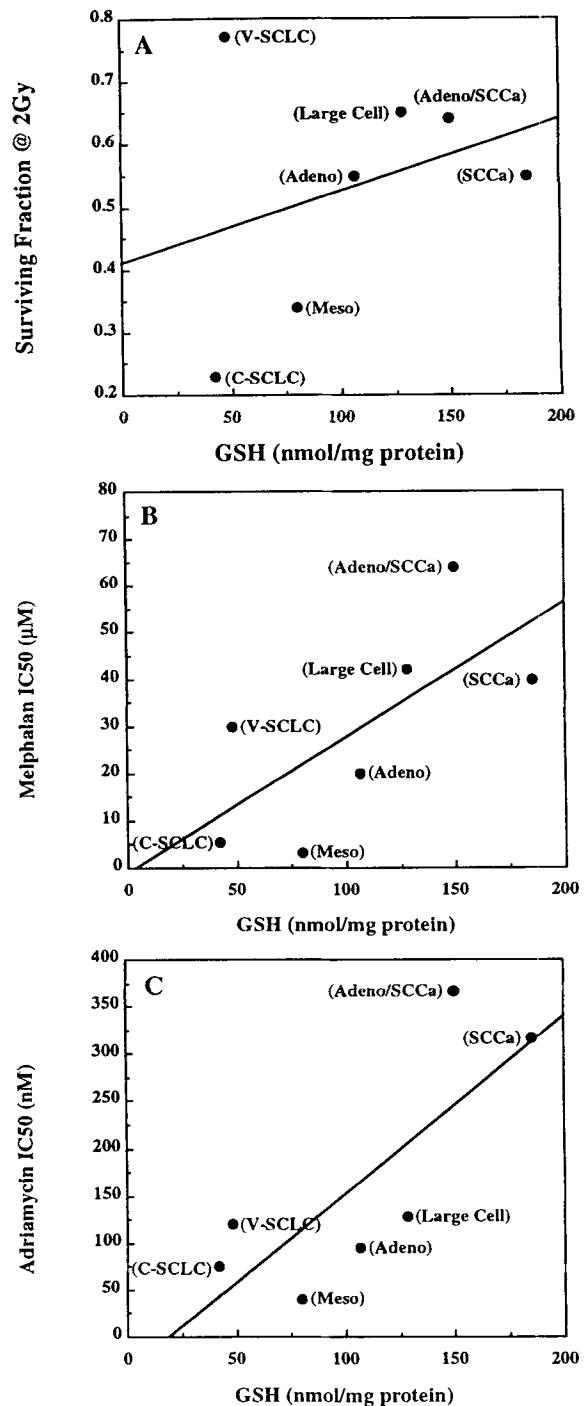 A
Surviving Fraction @ 2Gy
0.8
0.7
0.6
0.5
0.4
0.3
0.2
(V-SCLC)
(Large Cell)
(Adeno/SCCa)
(Adeno)
(SCCa)
(Meso)
(C-SCLC)
0 50 100 150 200
GSH (nmol/mg protein)
B
Melphalan IC50 (µM)
80
70
60
50
40
30
20
10
0
(Adeno/SCCa)
(Large Cell)
(SCCa)
(V-SCLC)
(Adeno)
(C-SCLC)
(Meso)
0 50 100 150 200
GSH (nmol/mg protein)
C
Adriamycin IC50 (nM)
400
350
300
250
200
150
100
50
0
(Adeno/SCCa)
(SCCa)
(V-SCLC)
(Large Cell)
(Adeno)
(C-SCLC)
(Meso)
0 50 100 150 200
GSH (nmol/mg protein)